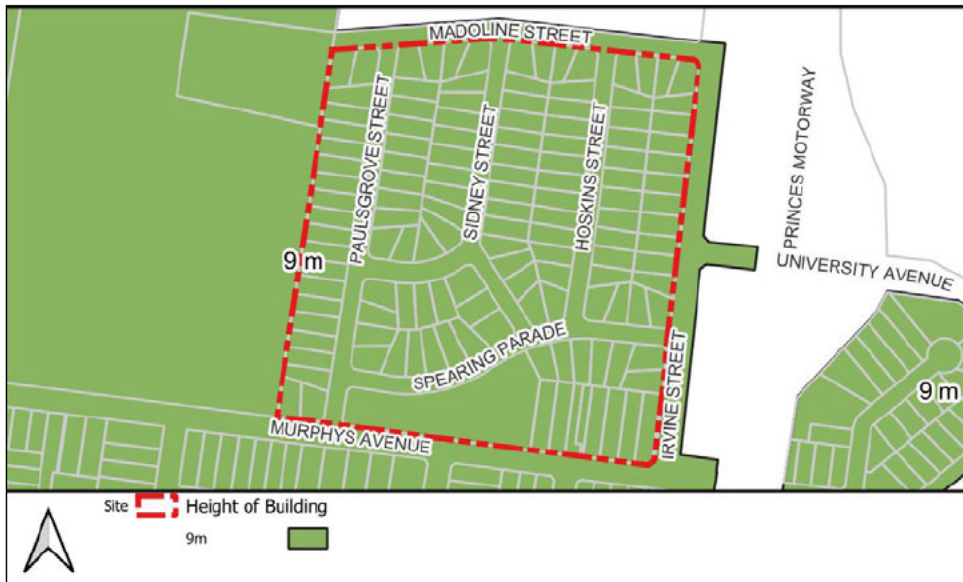 MADOLINE STREET
PAULSGROVE STREET
SIDNEY STREET
HOSKINS STREET
PRINCES MOTORWAY
9 m
UNIVERSITY AVENUE
SPEARING PARADE
IRVINE STREET
9 m
MURPHYS AVENUE
Site
Height of Building
9m